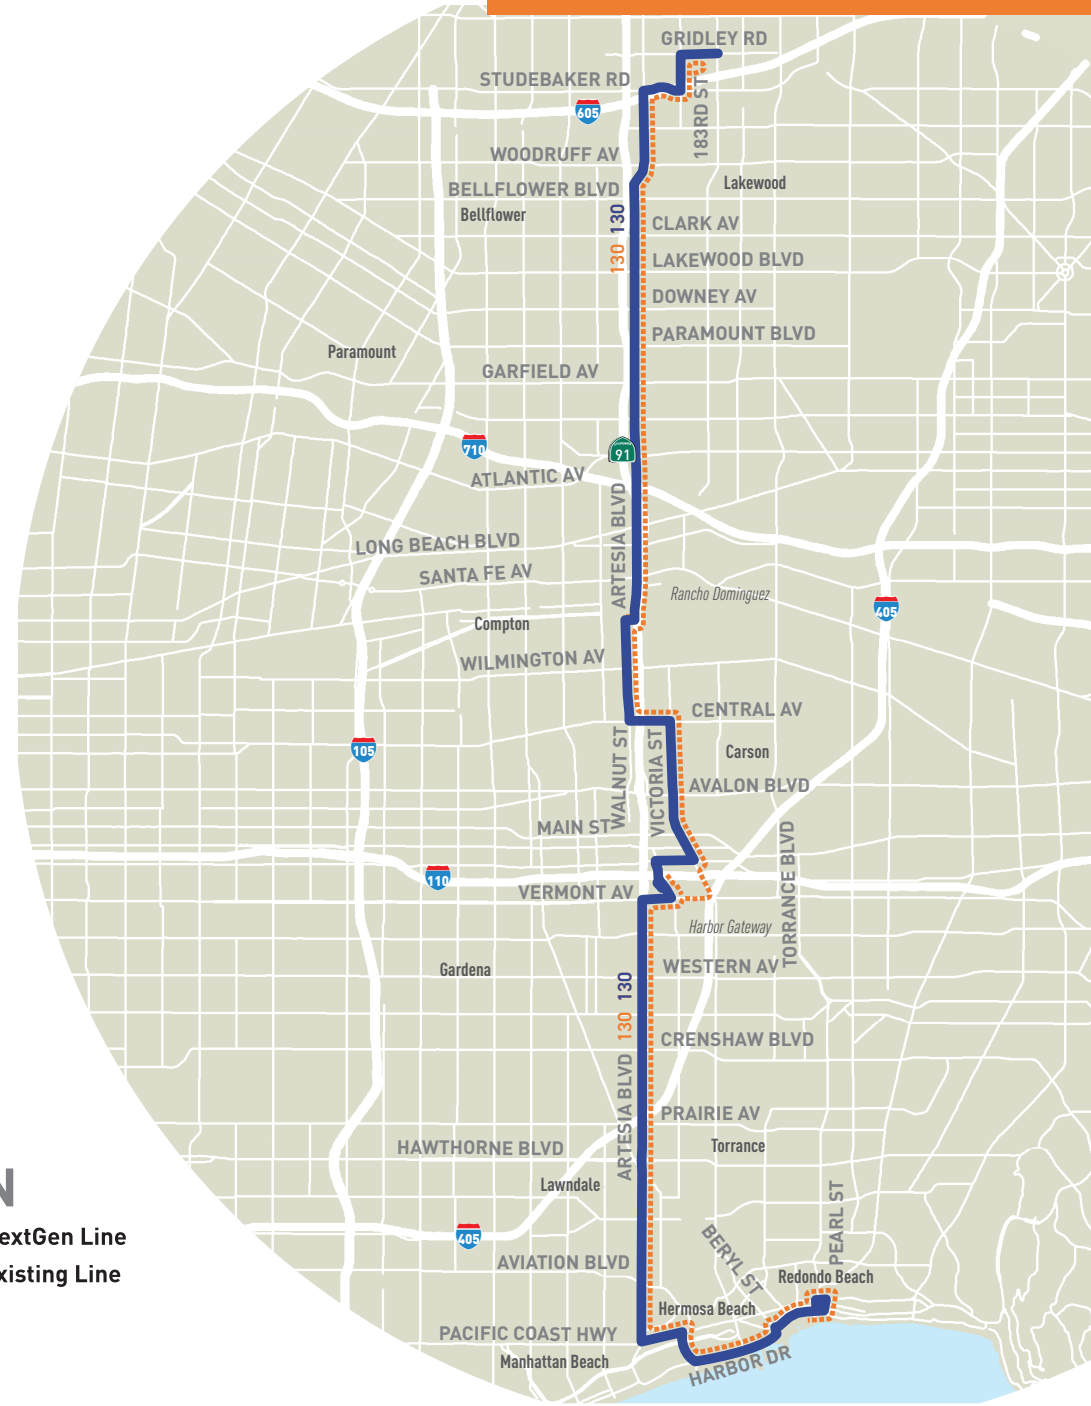 GRIDLEY RD
STUDEBAKER RD
605
183RD ST
WOODRUFF AV
BELLFLOWER BLVD
Lakewood
Bellflower
130
130
CLARK AV
LAKEWOOD BLVD
DOWNEY AV
PARAMOUNT BLVD
Paramount
GARFIELD AV
710
CALIFORNIA
91
ATLANTIC AV
ARTESIA BLVD
LONG BEACH BLVD
SANTA FE AV
Rancho Dominguez
405
Compton
WILMINGTON AV
CENTRAL AV
105
WALNUT ST
VICTORIA ST
Carson
AVALON BLVD
MAIN ST
TORRANCE BLVD
110
VERMONT AV
Harbor Gateway
Gardena
WESTERN AV
130
130
CRENSHAW BLVD
ARTESIA BLVD
PRAIRIE AV
HAWTHORNE BLVD
Torrance
Lawndale
N
extGen Line
405
PEARL ST
BERYL ST
AVIATION BLVD
xisting Line
Redondo Beach
Hermosa Beach
PACIFIC COAST HWY
Manhattan Beach
HARBOR DR